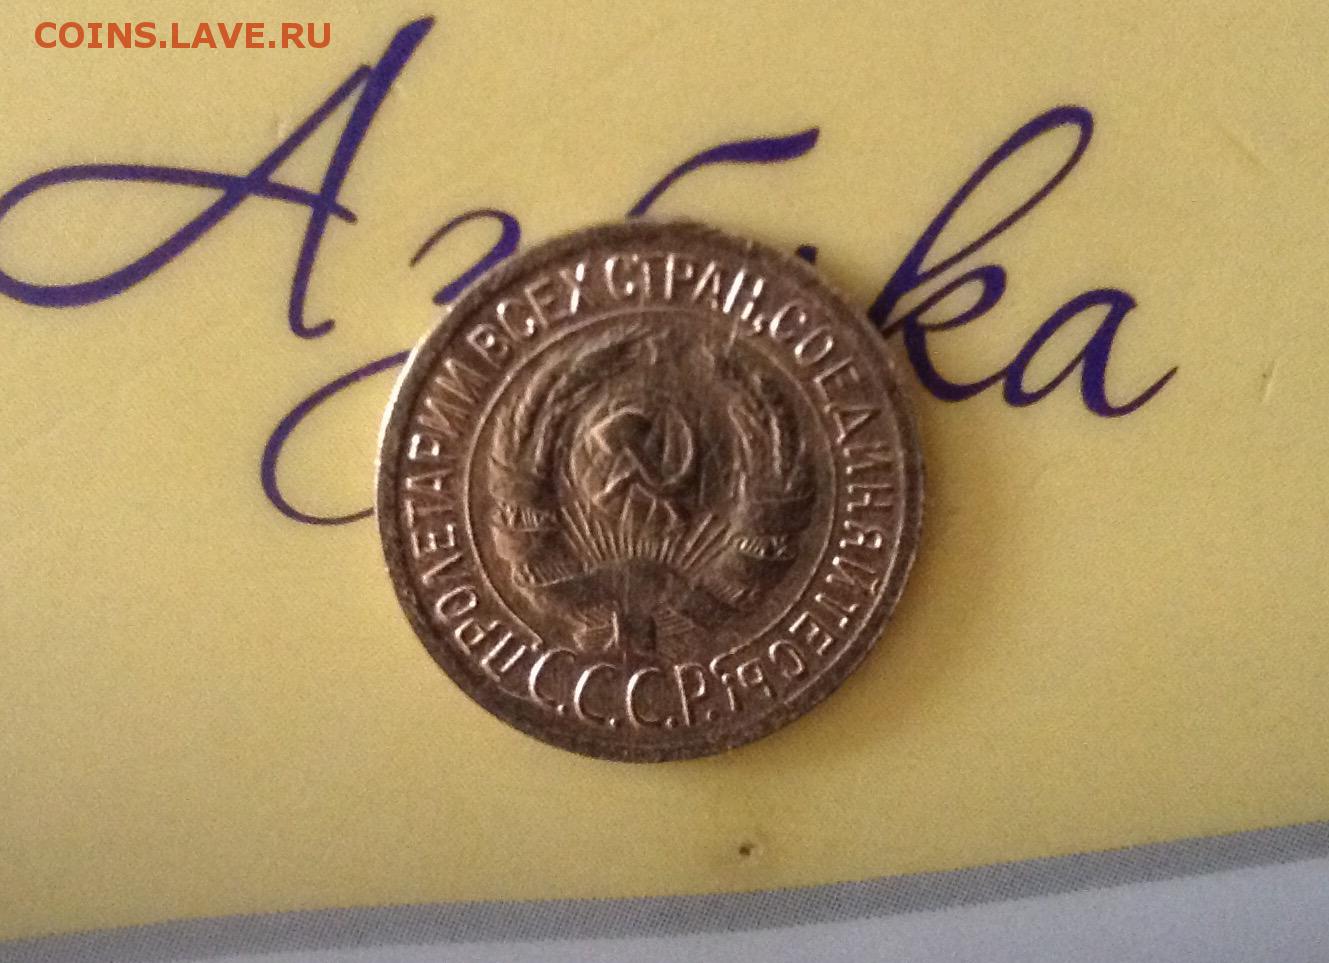 COINS.LAVE.RU
Аз ка
ПРОЛЕТАРИИ ВСЕХ СТРАН, СОЕДИНЯЙТЕСЬ!
С.С.С.Р.